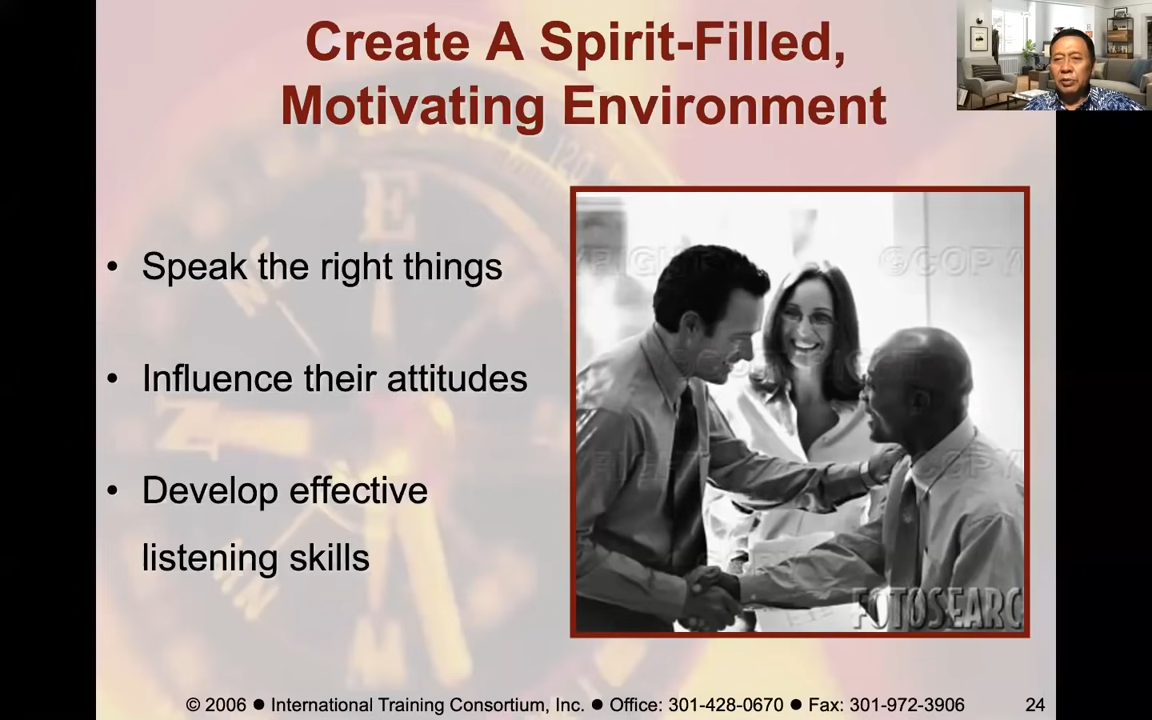 Create A Spirit-Filled,
Motivating Environment
• Speak the right things
• Influence their attitudes
• Develop effective
listening skills
FOTOSEARC
© 2006 ● International Training Consortium, Inc. ● Office: 301-428-0670 ● Fax: 301-972-3906
24